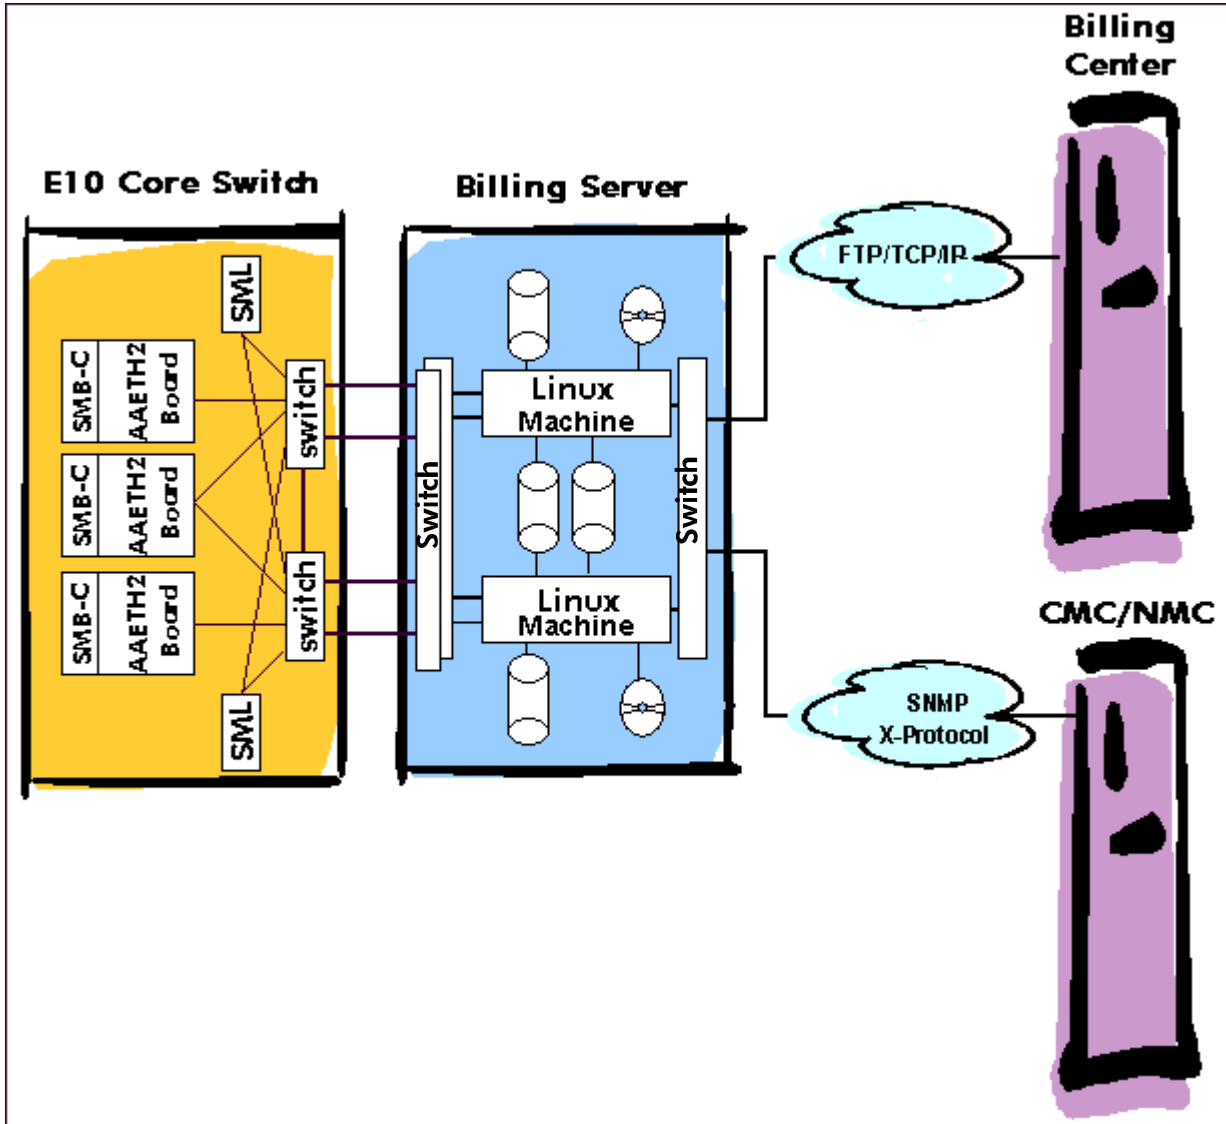 Billing
Center
E10 Core Switch
Billing Server
FTP/TCP/IP
SML
SMB-C
AAETH2
Board
switch
Linux
Machine
SMB-C
AAETH2
Board
Switch
Switch
SMB-C
AAETH2
Board
switch
Linux
Machine
CMC/NMC
SML
SNMP
X-Protocol